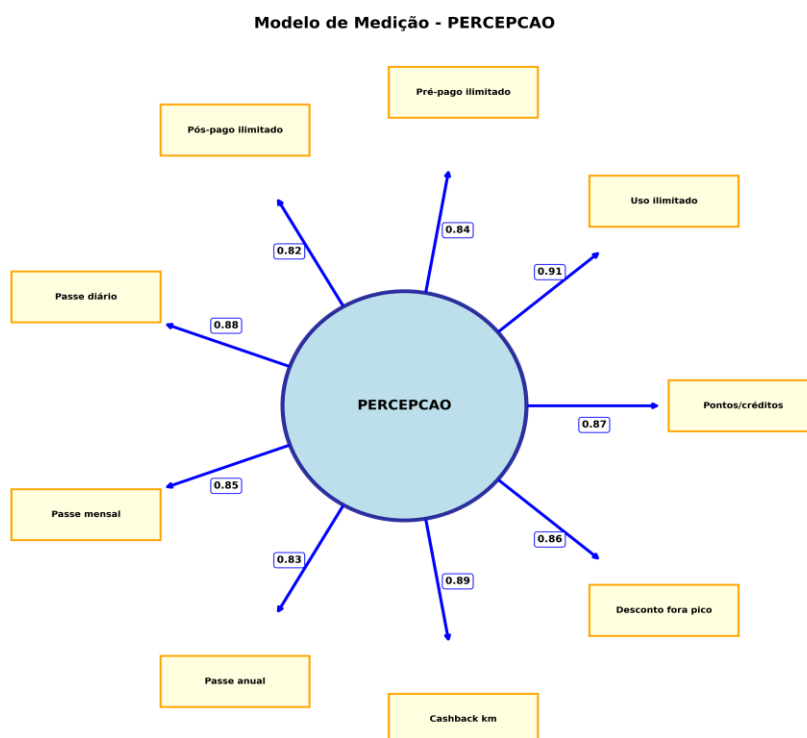 Modelo de Medição - PERCEPCAO
Pré-pago ilimitado
Pós-pago ilimitado
Uso ilimitado
0.84
0.82
0.91
Passe diário
0.88
PERCEPCAO
Pontos/créditos
0.87
Passe mensal
0.85
0.86
0.83
0.89
Desconto fora pico
Passe anual
Cashback km